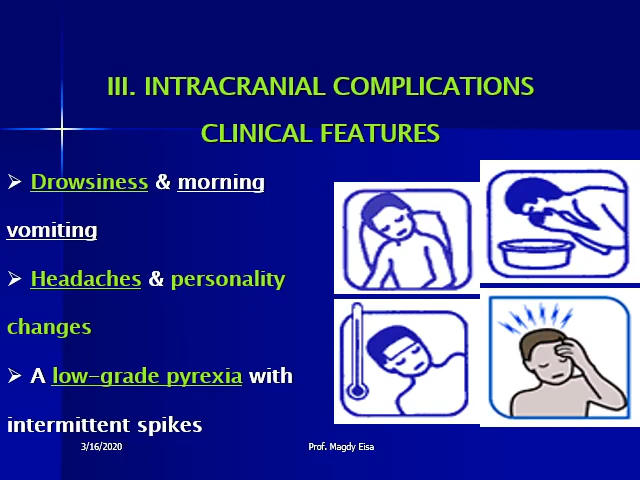 III. INTRACRANIAL COMPLICATIONS
CLINICAL FEATURES
➢ Drowsiness & morning
vomiting
➢ Headaches & personality
changes
➢ A low-grade pyrexia with
intermittent spikes
3/16/2020 Prof. Magdy Eisa